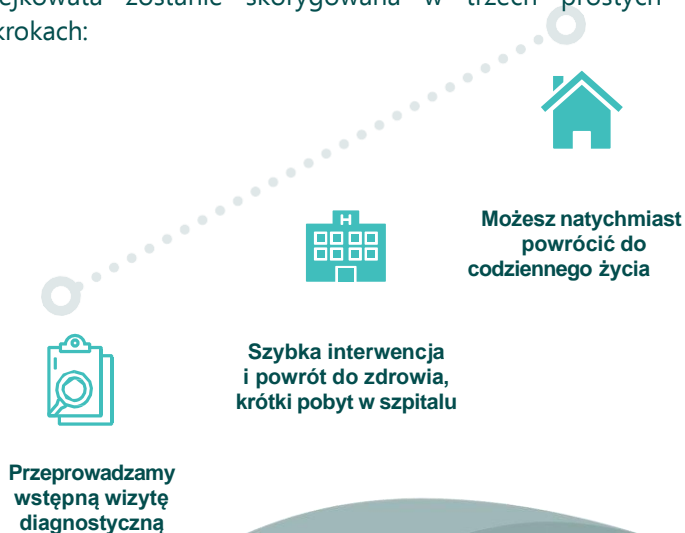 zostanie skorygowana w trzech prostych
krokach:
H
Możesz natychmiast
powrócić do
codziennego życia
Szybka interwencja
i powrót do zdrowia,
krótki pobyt w szpitalu
Przeprowadzamy
wstępną wizytę
diagnostyczną